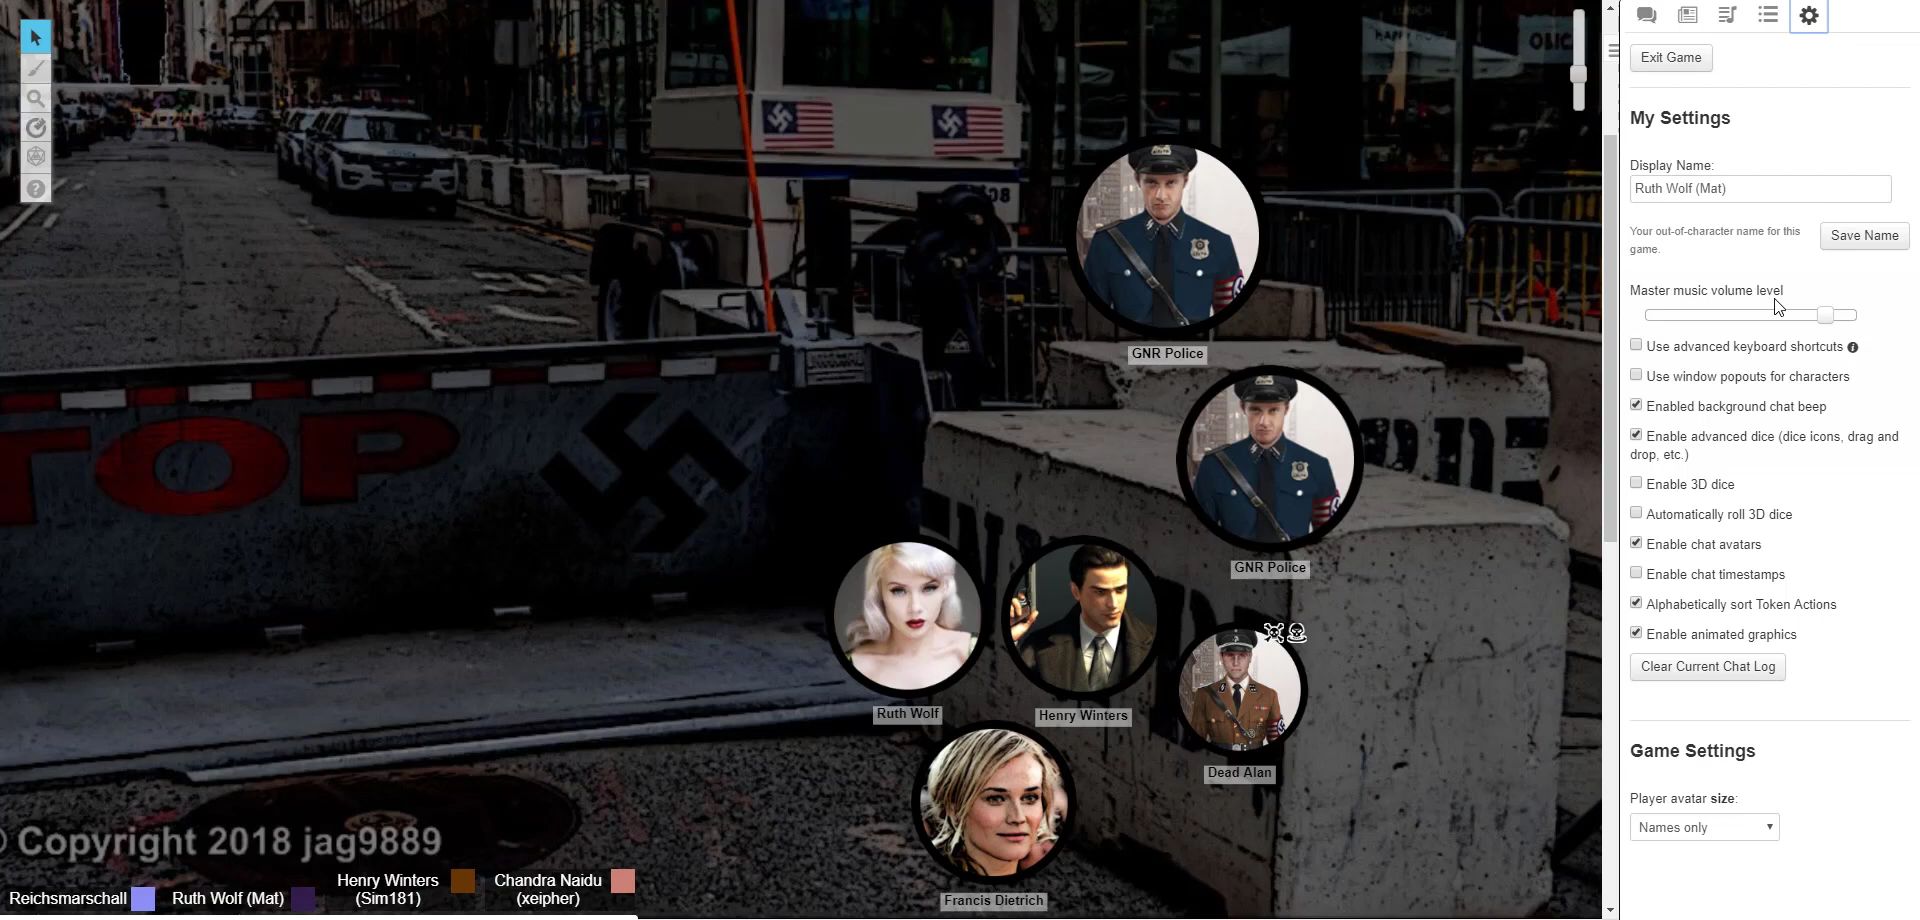 TOP
© Copyright 2018 jag9889
GNR Police
GNR Police
Ruth Wolf
Henry Winters
Dead Alan
Francis Dietrich
Reichsmarschall
Ruth Wolf (Mat)
Henry Winters
(Sim181)
Chandra Naidu
(xeipher)
Exit Game
My Settings
Display Name:
Ruth Wolf (Mat)
Your out-of-character name for this
game.
Save Name
Master music volume level
Use advanced keyboard shortcuts
Use window popouts for characters
Enabled background chat beep
Enable advanced dice (dice icons, drag and
drop, etc.)
Enable 3D dice
Automatically roll 3D dice
Enable chat avatars
Enable chat timestamps
Alphabetically sort Token Actions
Enable animated graphics
Clear Current Chat Log
Game Settings
Player avatar size:
Names only